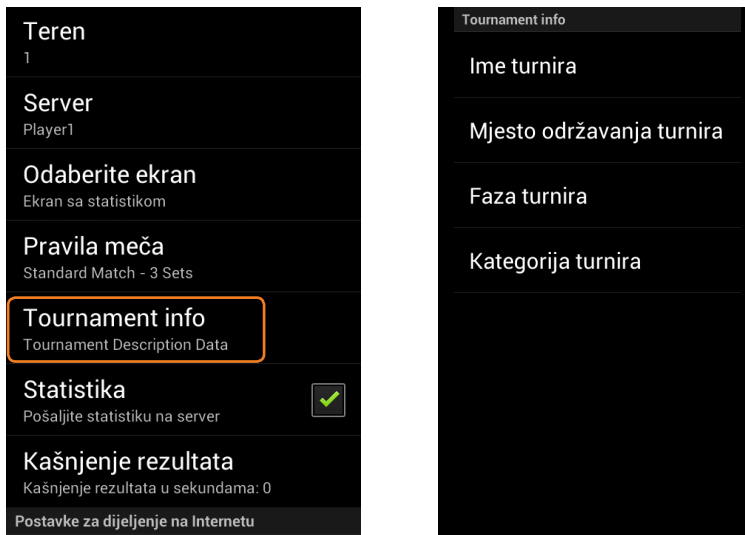 Teren
1
Server
Player1
Odaberite ekran
Ekran sa statistikom
Pravila meča
Standard Match - 3 Sets
Tournament info
Tournament Description Data
Statistika
Pošaljite statistiku na server
Kašnjenje rezultata
Kašnjenje rezultata u sekundama: 0
Postavke za dijeljenje na Internetu
Tournament info
Ime turnira
Mjesto održavanja turnira
Faza turnira
Kategorija turnira